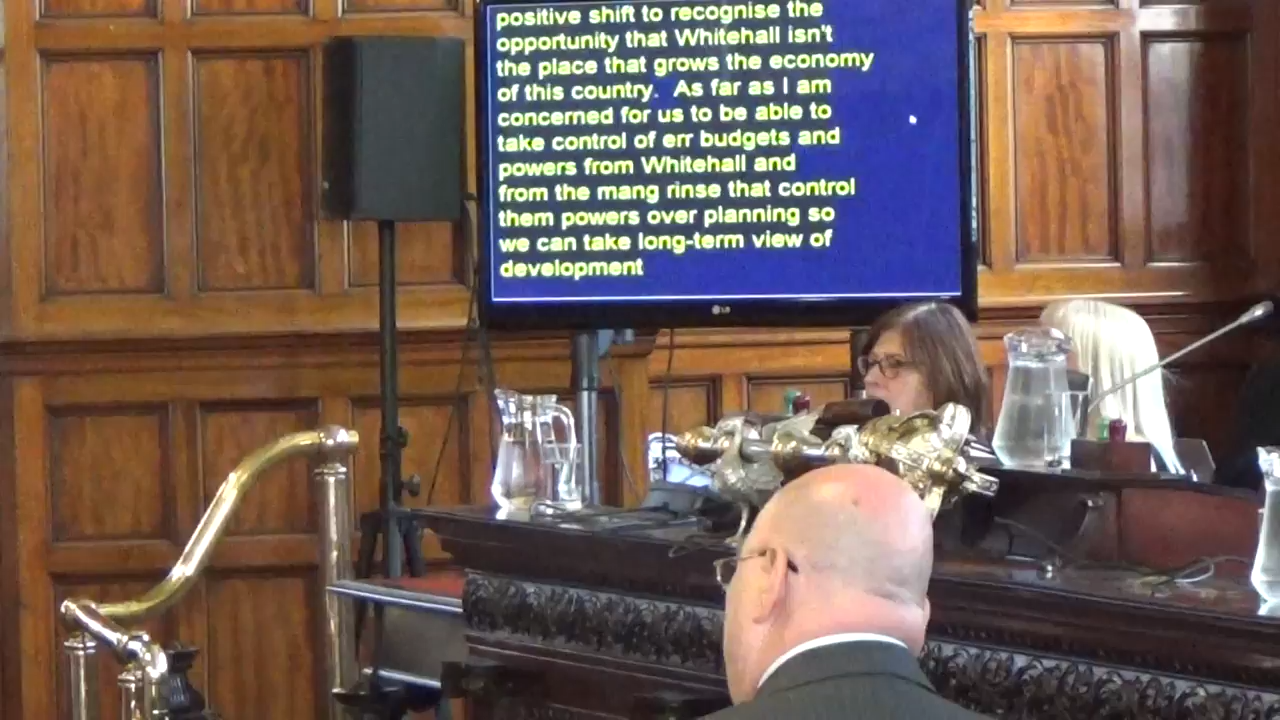 positive shift to recognise the
opportunity that Whitehall isn't
the place that grows the economy
of this country.  As far as I am
concerned for us to be able to
take control of err budgets and
powers from Whitehall and
from the mang rinse that control
them powers over planning so
we can take long-term view of
development
LG